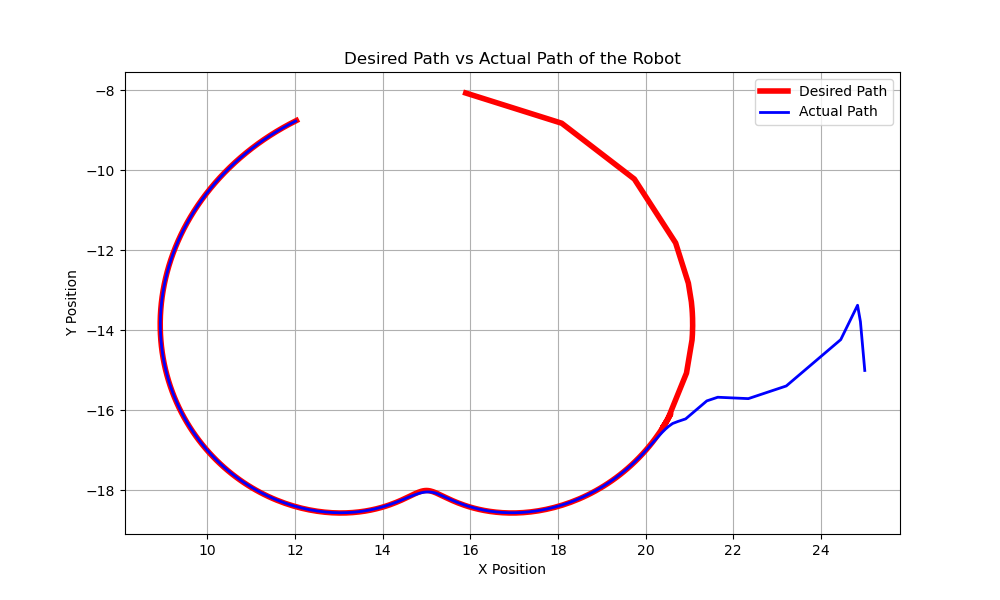 Desired Path vs Actual Path of the Robot
Desired Path
Actual Path
Y Position
−8
−10
−12
−14
−16
−18
10 12 14 16 18 20 22 24
X Position